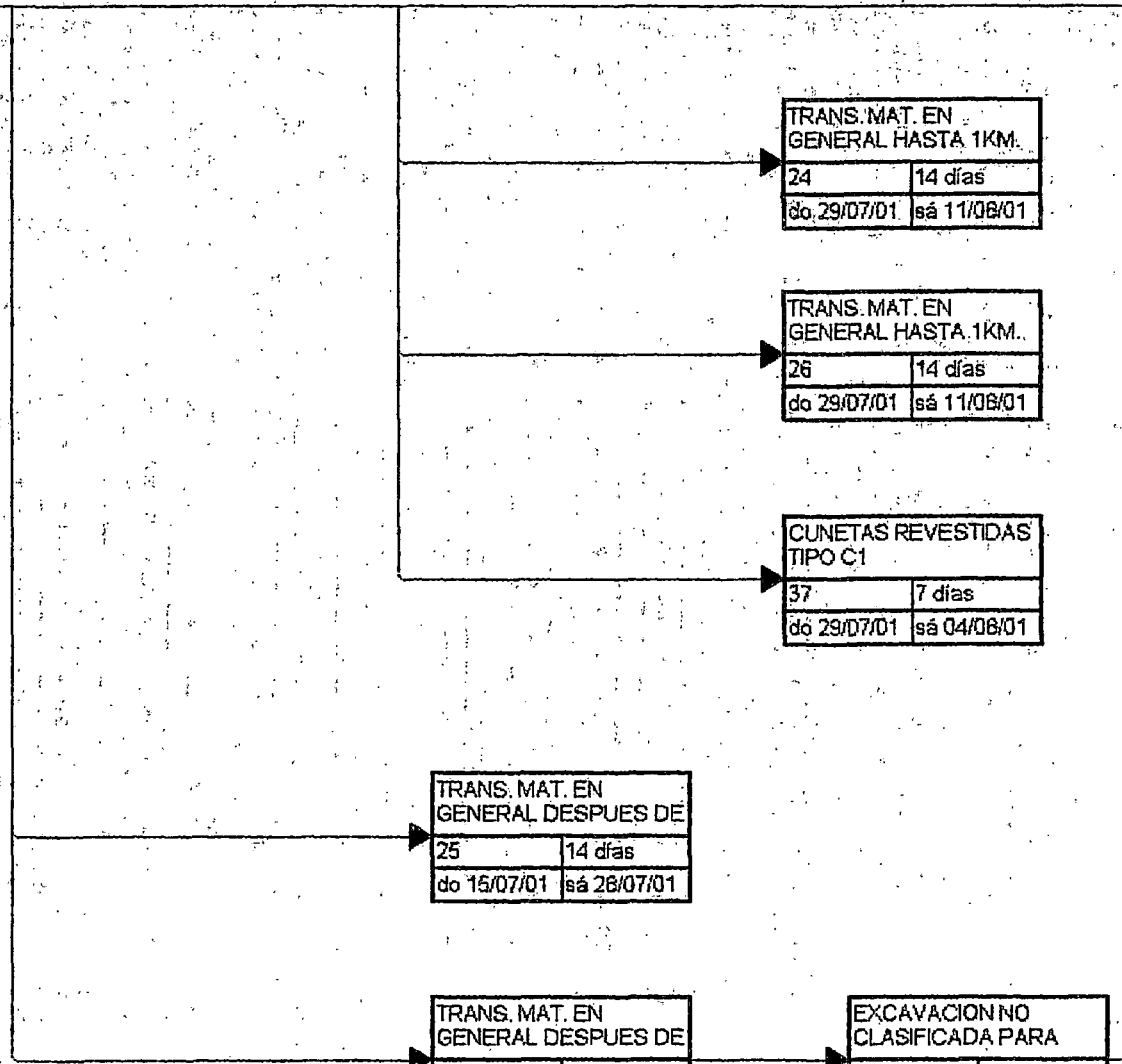 TRANS. MAT. EN
GENERAL HASTA 1KM.
24 14 días
do 29/07/01 sá 11/08/01
TRANS. MAT. EN
GENERAL HASTA 1KM.
26 14 días
do 29/07/01 sá 11/08/01
CUNETAS REVESTIDAS
TIPO C1
37 7 días
do 29/07/01 sá 04/08/01
TRANS. MAT. EN
GENERAL DESPUES DE
25 14 días
do 15/07/01 sá 28/07/01
TRANS. MAT. EN
GENERAL DESPUES DE
EXCAVACION NO
CLASIFICADA PARA